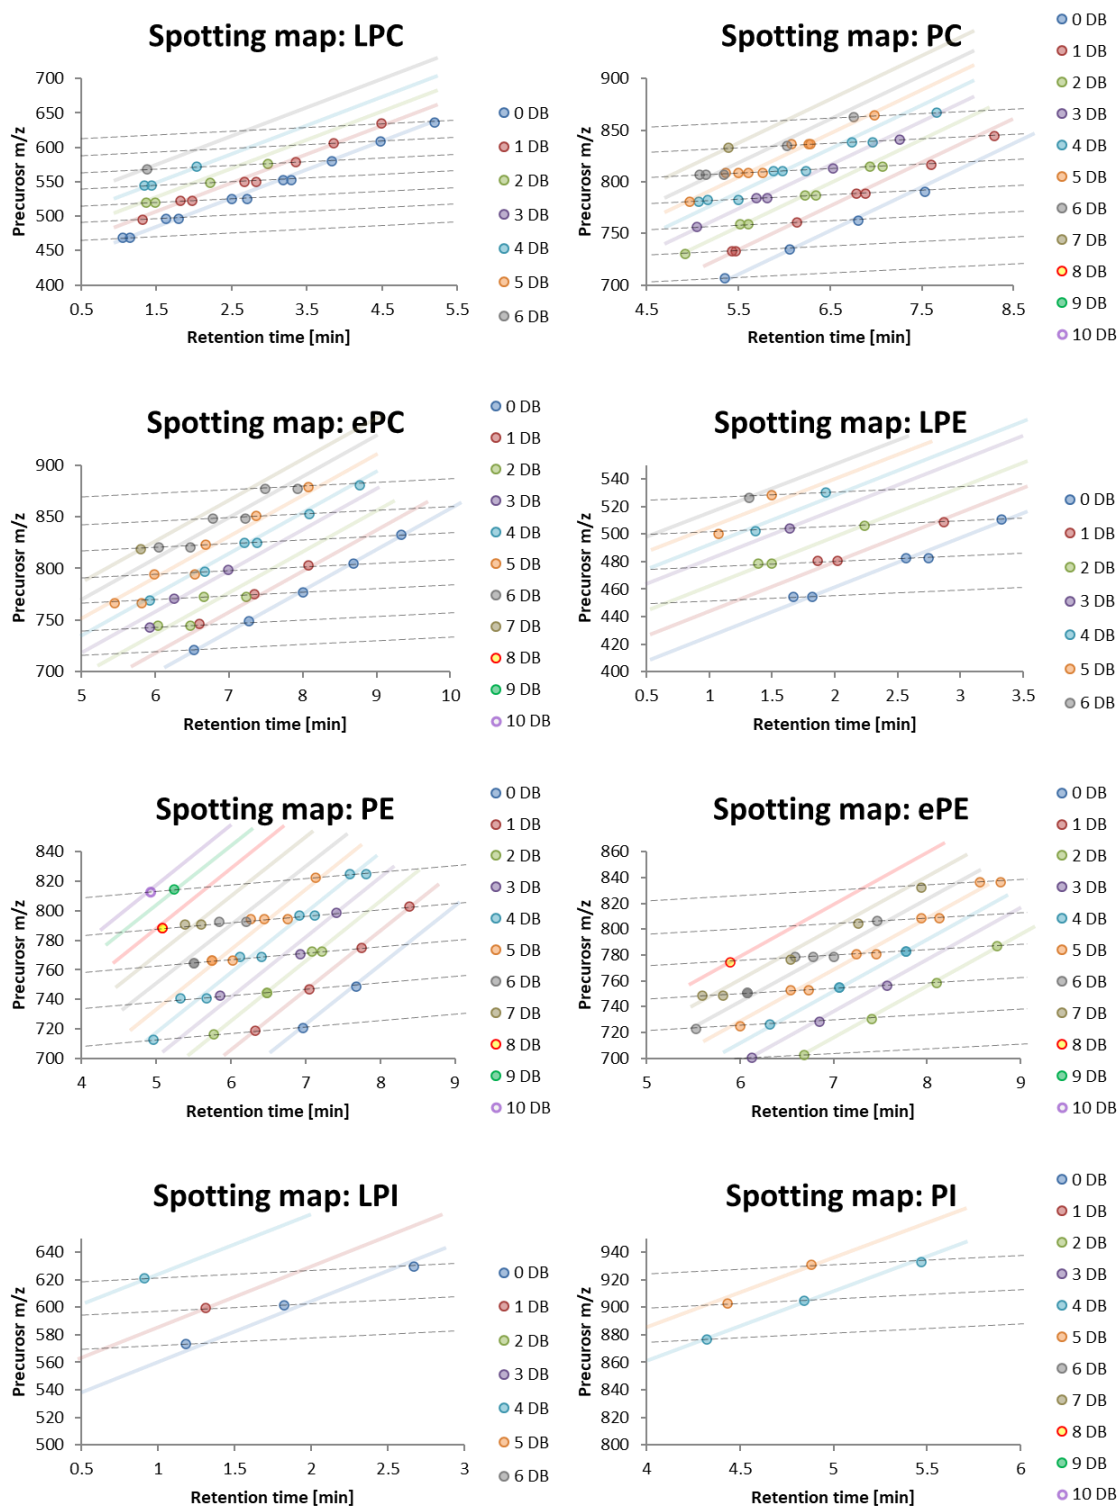 Spotting map: LPC
Precurosr m/z
700
650
600
550
500
450
400
0.5 1.5 2.5 3.5 4.5 5.5
Retention time [min]
0 DB
1 DB
2 DB
3 DB
4 DB
5 DB
6 DB
Spotting map: PC
Precurosr m/z
900
850
800
750
700
4.5 5.5 6.5 7.5 8.5
Retention time [min]
0 DB
1 DB
2 DB
3 DB
4 DB
5 DB
6 DB
7 DB
8 DB
9 DB
10 DB
Spotting map: ePC
Precurosr m/z
900
850
800
750
700
5 6 7 8 9 10
Retention time [min]
0 DB
1 DB
2 DB
3 DB
4 DB
5 DB
6 DB
7 DB
8 DB
9 DB
10 DB
Spotting map: LPE
Precurosr m/z
540
520
500
480
460
440
420
400
0.5 1 1.5 2 2.5 3 3.5
Retention time [min]
0 DB
1 DB
2 DB
3 DB
4 DB
5 DB
6 DB
Spotting map: PE
Precurosr m/z
840
820
800
780
760
740
720
700
4 5 6 7 8 9
Retention time [min]
0 DB
1 DB
2 DB
3 DB
4 DB
5 DB
6 DB
7 DB
8 DB
9 DB
10 DB
Spotting map: ePE
Precurosr m/z
860
840
820
800
780
760
740
720
700
5 6 7 8 9
Retention time [min]
0 DB
1 DB
2 DB
3 DB
4 DB
5 DB
6 DB
7 DB
8 DB
9 DB
10 DB
Spotting map: LPI
Precurosr m/z
640
620
600
580
560
540
520
500
0.5 1 1.5 2 2.5 3
Retention time [min]
0 DB
1 DB
2 DB
3 DB
4 DB
5 DB
6 DB
Spotting map: PI
Precurosr m/z
940
920
900
880
860
840
820
800
4 4.5 5 5.5 6
Retention time [min]
0 DB
1 DB
2 DB
3 DB
4 DB
5 DB
6 DB
7 DB
8 DB
9 DB
10 DB